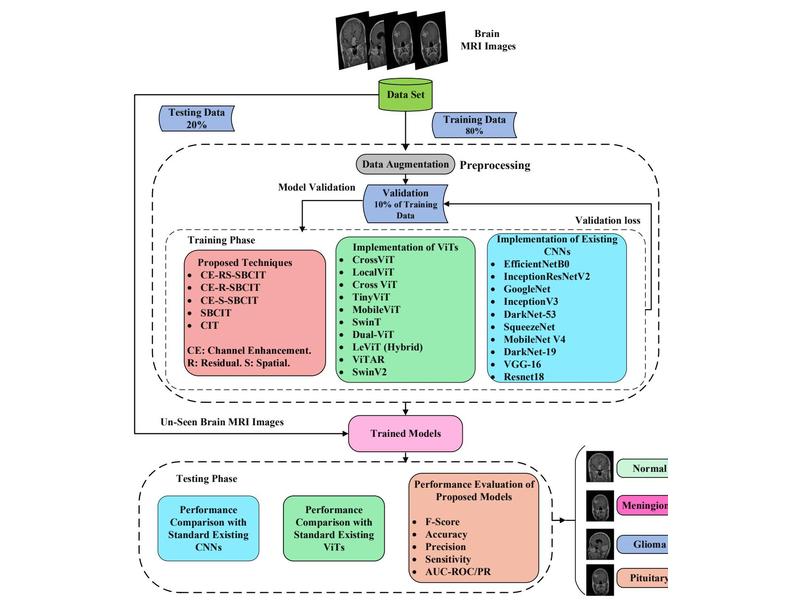 Brain
MRI Images
Data Set
Testing Data
20%
Training Data
80%
Data Augmentation
Preprocessing
Model Validation
Validation
10% of Training
Data
Validation loss
Training Phase
Proposed Techniques
• CE-RS-SBCIT
• CE-R-SBCIT
• CE-S-SBCIT
• SBCIT
• CIT
CE: Channel Enhancement.
R: Residual. S: Spatial.
Implementation of ViTs
• CrossViT
• LocalViT
• Cross ViT
• TinyViT
• MobileViT
• SwinT
• Dual-ViT
• LeViT (Hybrid)
• ViTAR
• SwinV2
Implementation of Existing
CNNs
• EfficientNetB0
• InceptionResNetV2
• GoogleNet
• InceptionV3
• DarkNet-53
• SqueezeNet
• MobileNet V4
• DarkNet-19
• VGG-16
• Resnet18
Un-Seen Brain MRI Images
Trained Models
Testing Phase
Performance
Comparison with
Standard Existing
CNNs
Performance
Comparison with
Standard Existing
ViTs
Performance Evaluation of
Proposed Models
• F-Score
• Accuracy
• Precision
• Sensitivity
• AUC-ROC/PR
Normal
Meningion
Glioma
Pituitary